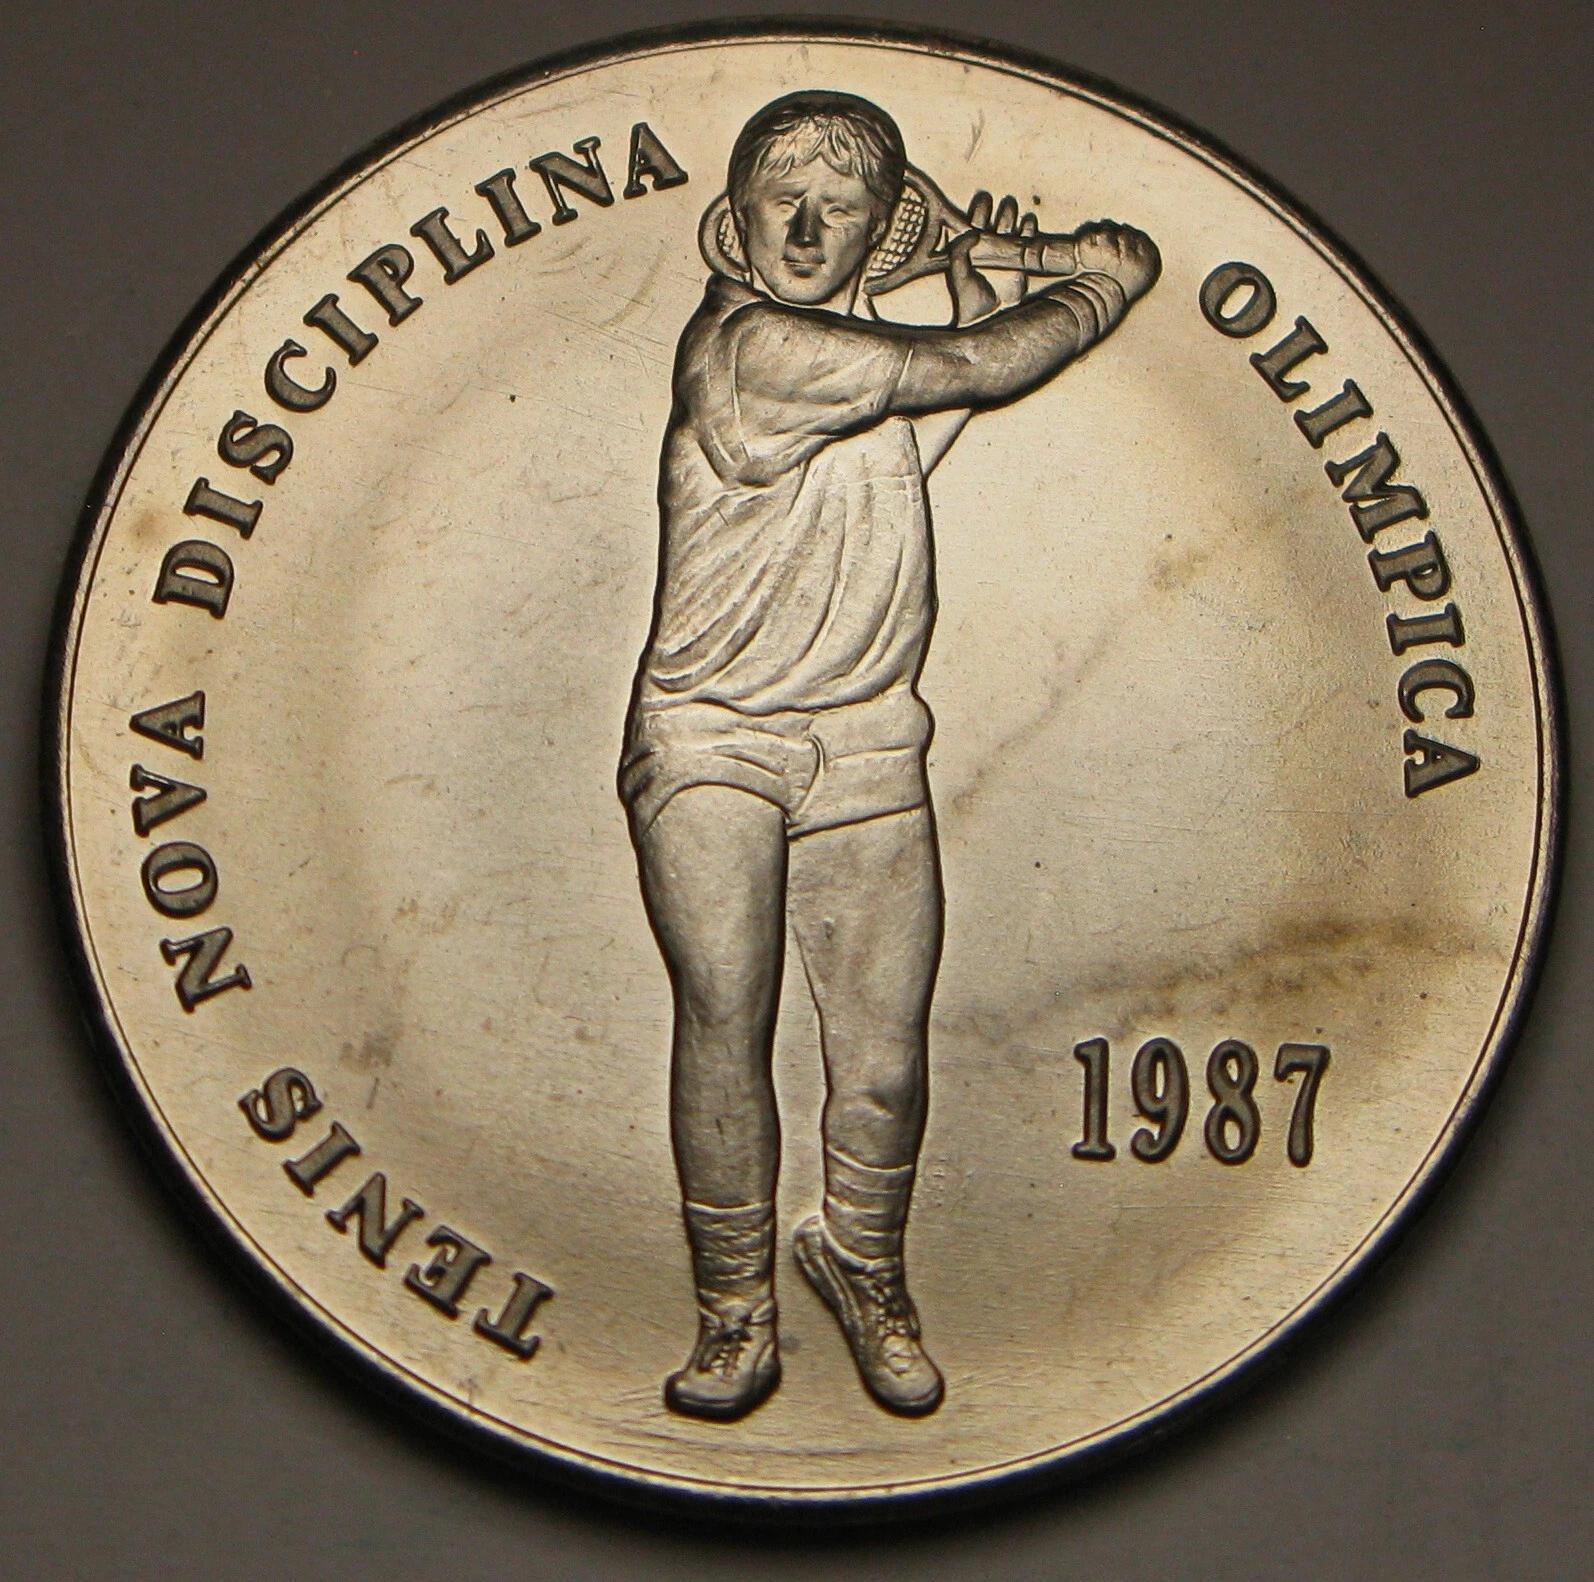 TENIS NOVA DISCIPLINA OLIMPICA
1987